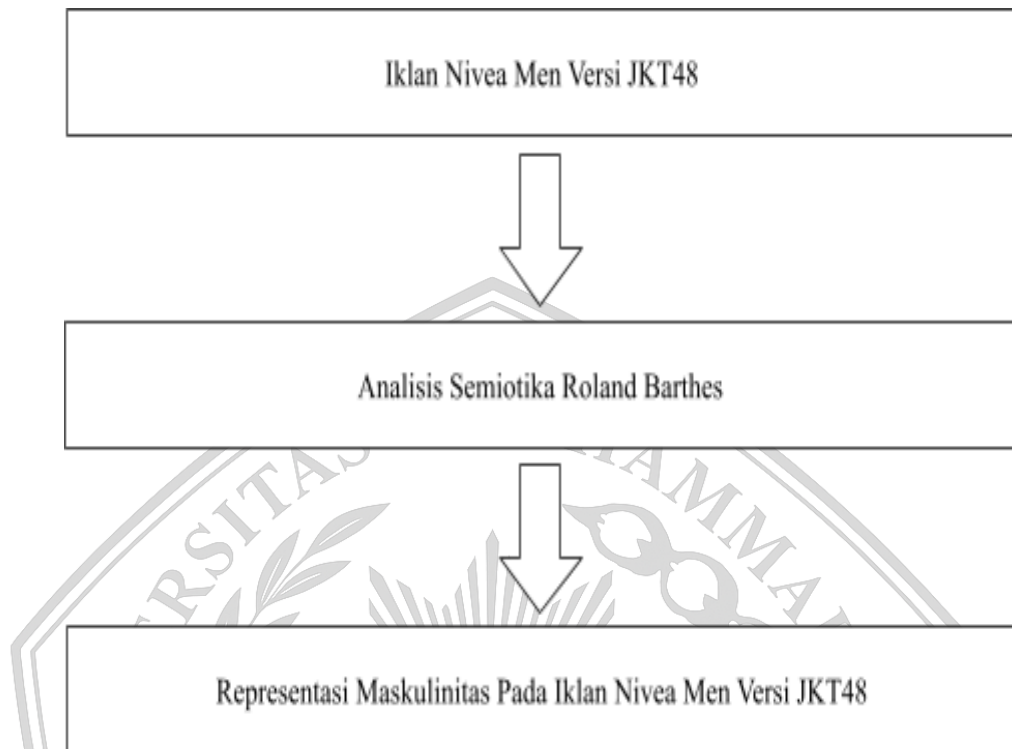 Iklan Nivea Men Versi JKT48
Analisis Semiotika Roland Barthes
Representasi Maskulinitas Pada Iklan Nivea Men Versi JKT48